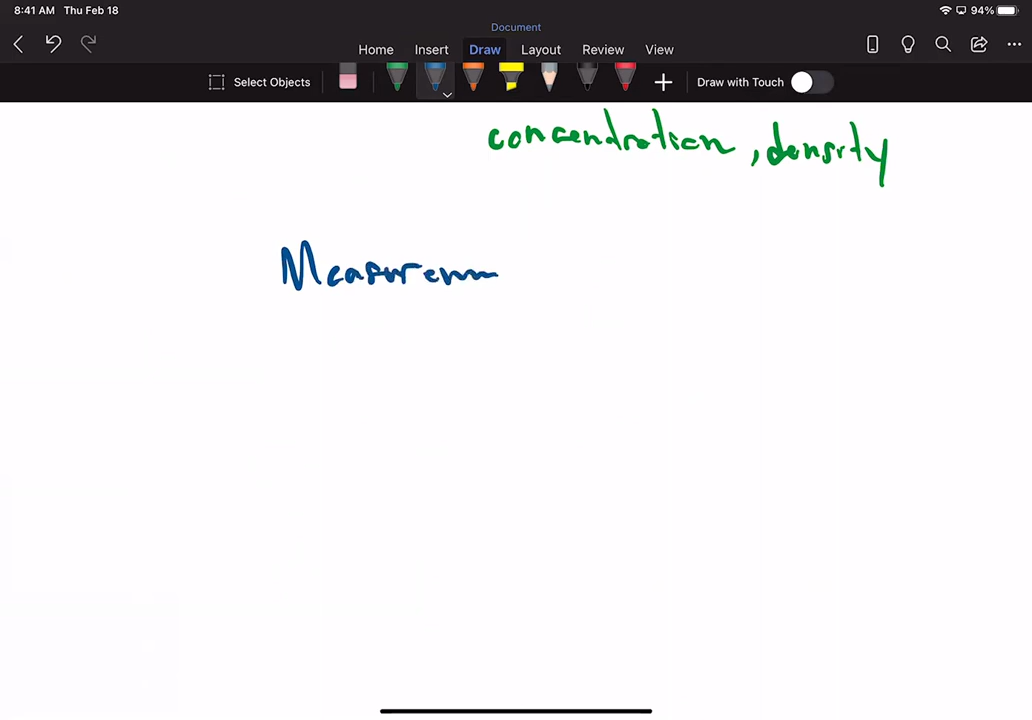 8:41 AM Thu Feb 18 94%
Document
Home Insert Draw Layout Review View
Select Objects Draw with Touch
concentration, density
Measurem